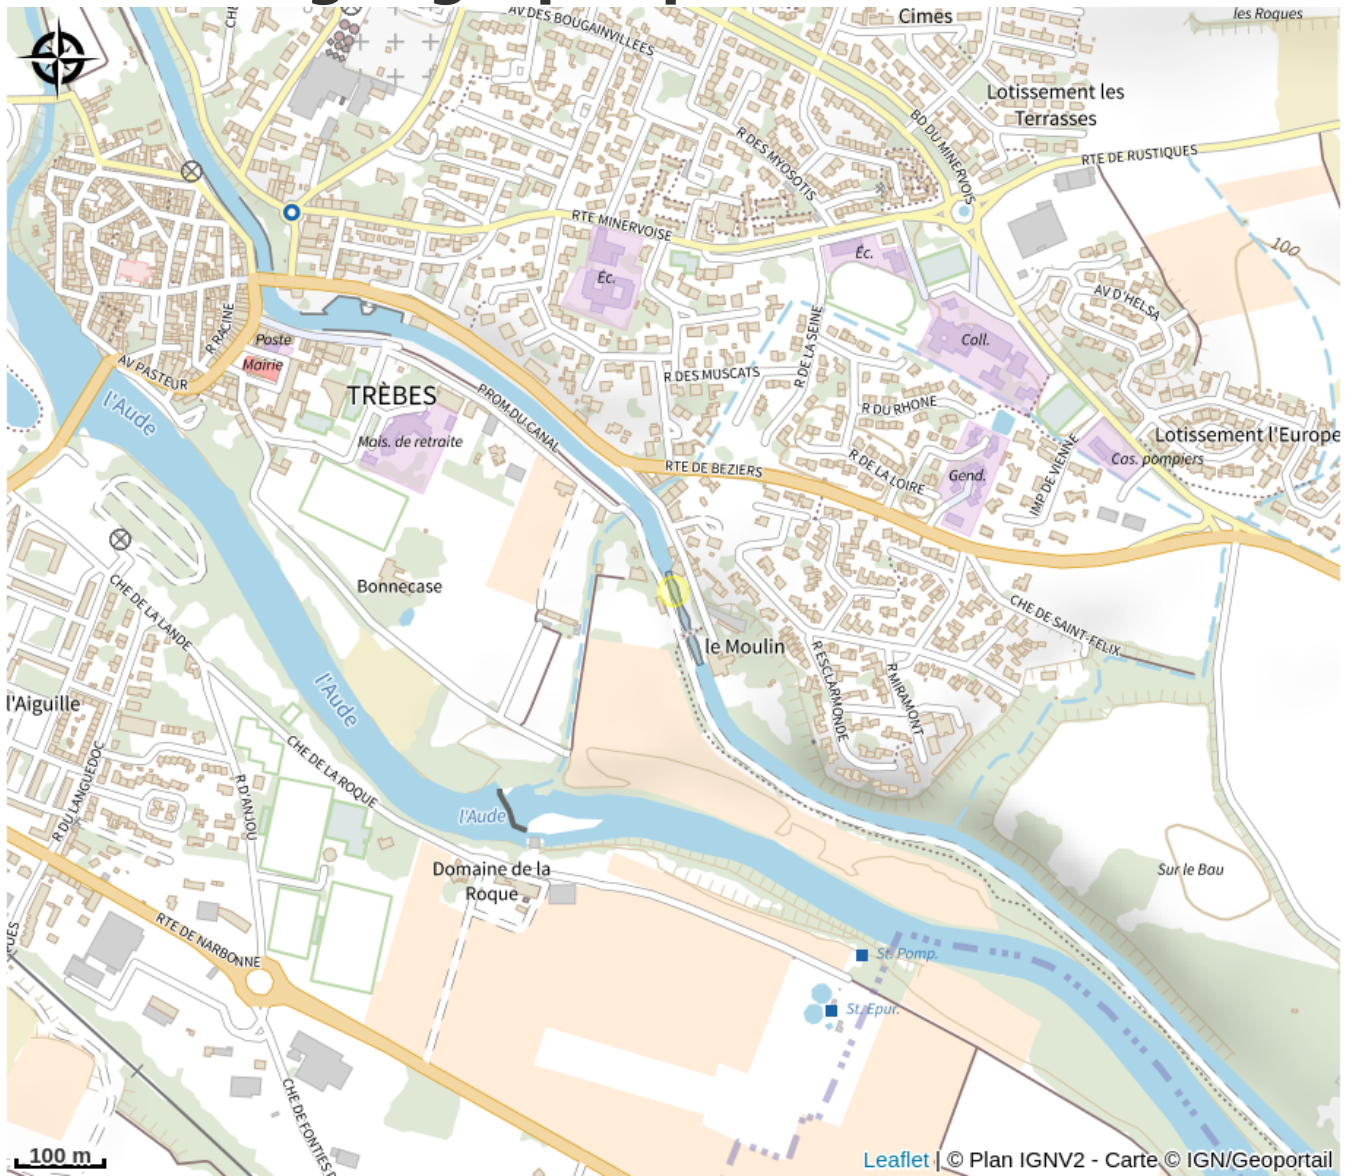 AV DES BOUGAINVILLEES
Cimes
les Roques
Lotissement les
Terrasses
BD DU MINERVOIS
R DES MYOSOTIS
RTE DE RUSTIQUES
RTE MINERVOISE
Éc.
Éc.
100
AV D'HELSA
R RACINE
Poste
Mairie
AV PASTEUR
Coll.
R DE LA SEINE
R DES MUSCATS
TRÈBES
PROM DU CANAL
R DU RHONE
l'Aude
Mais. de retraite
Lotissement l'Europe
Cas. pompiers
RTE DE BEZIERS
R DE LA LOIRE
Gend.
IMP DE VIENNE
Bonnecase
CHE DE LA LANDE
CHE DE SAINT-FELIX
le Moulin
R ESCLARMONDE
R MIRAMONT
l'Aiguille
l'Aude
CHE DE LA ROQUE
R DU LANGUEDOC
R D'ANJOU
l'Aude
Domaine de la
Roque
Sur le Bau
RTE DE NARBONNE
St. Pomp.
St. Epur.
CHE DE FONTIES D
100 m
Leaflet | © Plan IGNV2 - Carte © IGN/Geoportail